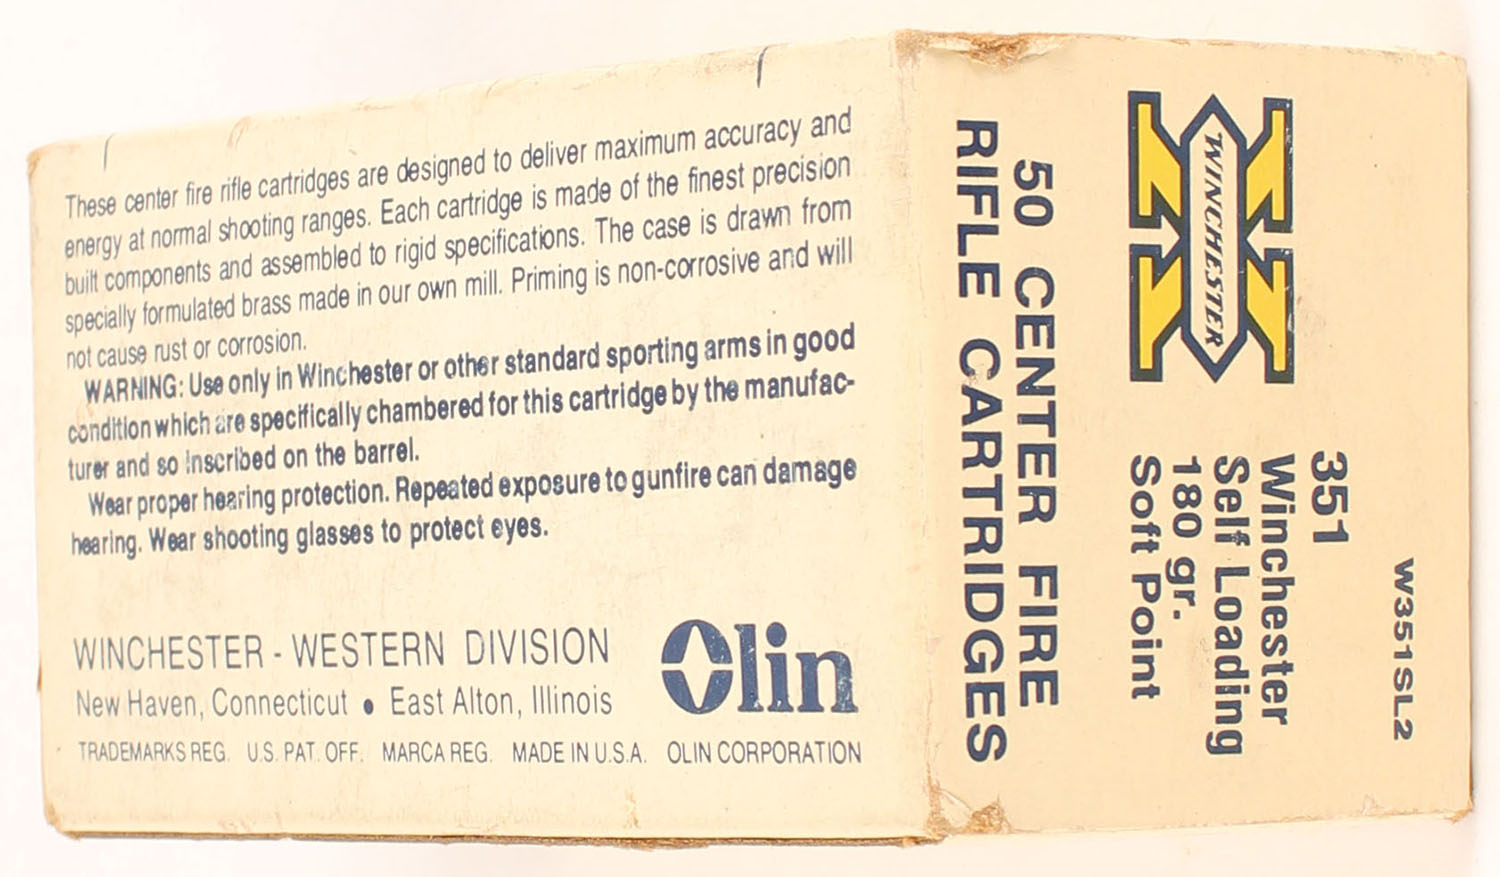 These center fire rifle cartridges are designed to deliver maximum accuracy and
energy at normal shooting ranges. Each cartridge is made of the finest precision
built components and assembled to rigid specifications. The case is drawn from
specially formulated brass made in our own mill. Priming is non-corrosive and will
not cause rust or corrosion.
WARNING: Use only in Winchester or other standard sporting arms in good
condition which are specifically chambered for this cartridge by the manufac-
turer and so inscribed on the barrel.
Wear proper hearing protection. Repeated exposure to gunfire can damage
hearing. Wear shooting glasses to protect eyes.
WINCHESTER - WESTERN DIVISION
New Haven, Connecticut • East Alton, Illinois
Olin
TRADEMARKS REG. U.S. PAT. OFF. MARCA REG. MADE IN U.S.A. OLIN CORPORATION
W351SL2
X
WINCHESTER
351
Winchester
Self Loading
180 gr.
Soft Point
50 CENTER FIRE
RIFLE CARTRIDGES